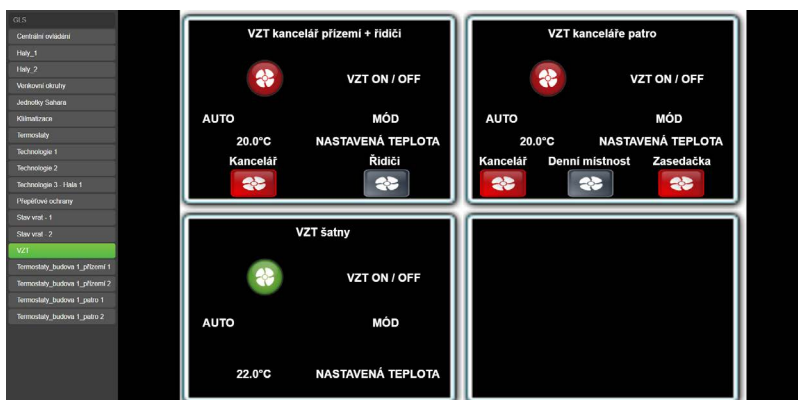 GLS
Centrální ovládání
Haly_1
Haly_2
Venkovní okruhy
Jednotky Sahara
Klimatizace
Termostaty
Technologie 1
Technologie 2
Technologie 3 - Hala 1
Přepěťové ochrany
Stav vrat - 1
Stav vrat - 2
VZT
Termostaty_budova 1_přízemí 1
Termostaty_budova 1_přízemí 2
Termostaty_budova 1_patro 1
Termostaty_budova 1_patro 2
VZT kancelář přízemí + řidiči
VZT ON / OFF
AUTO MÓD
20.0°C NASTAVENÁ TEPLOTA
Kancelář Řidiči
VZT kanceláře patro
VZT ON / OFF
AUTO MÓD
20.0°C NASTAVENÁ TEPLOTA
Kancelář Denní místnost Zasedačka
VZT šatny
VZT ON / OFF
AUTO MÓD
22.0°C NASTAVENÁ TEPLOTA